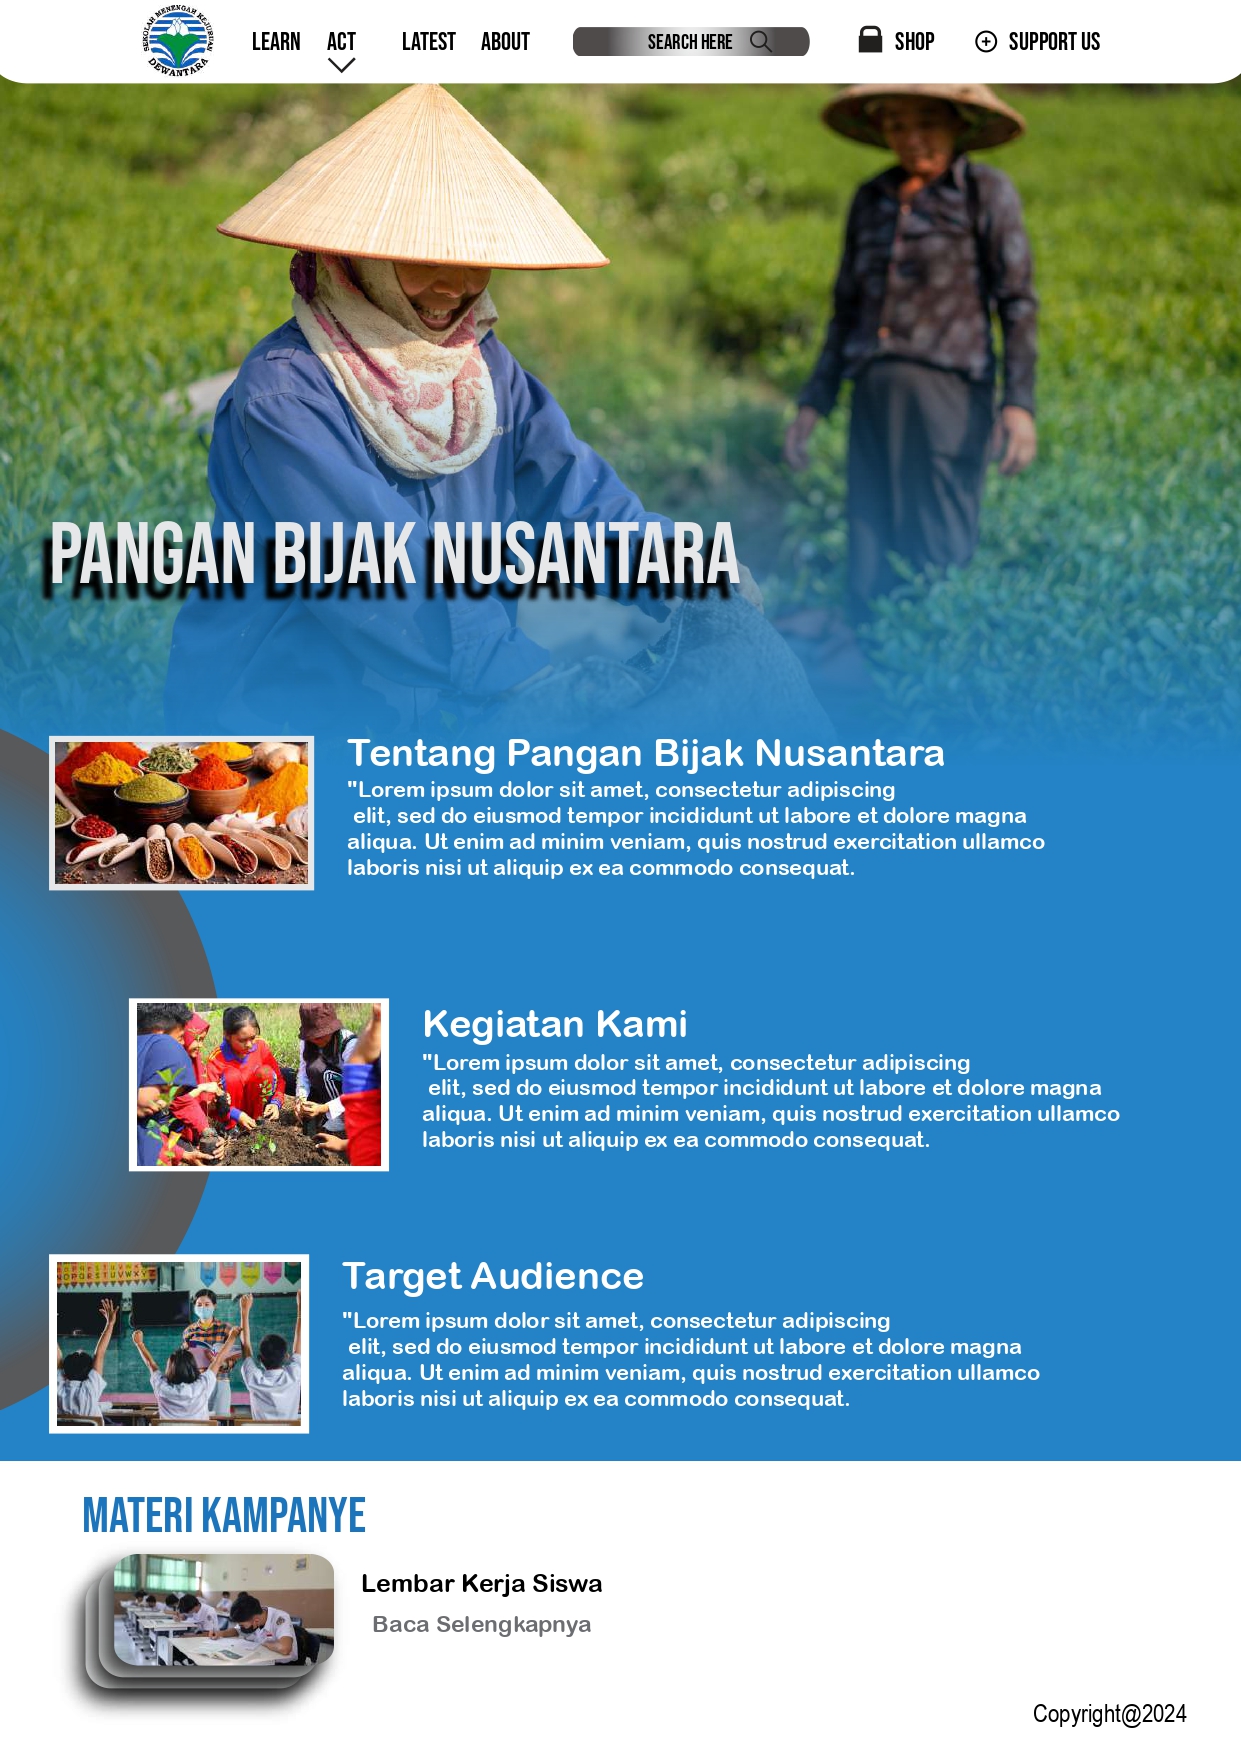 SEKOLAH MENENGAH KEJURUAN
DEWANTARA
LEARN
ACT
LATEST
ABOUT
SEARCH HERE
SHOP
SUPPORT US
PANGAN BIJAK NUSANTARA
Tentang Pangan Bijak Nusantara
"Lorem ipsum dolor sit amet, consectetur adipiscing
elit, sed do eiusmod tempor incididunt ut labore et dolore magna
aliqua. Ut enim ad minim veniam, quis nostrud exercitation ullamco
laboris nisi ut aliquip ex ea commodo consequat.
Kegiatan Kami
"Lorem ipsum dolor sit amet, consectetur adipiscing
elit, sed do eiusmod tempor incididunt ut labore et dolore magna
aliqua. Ut enim ad minim veniam, quis nostrud exercitation ullamco
laboris nisi ut aliquip ex ea commodo consequat.
Target Audience
"Lorem ipsum dolor sit amet, consectetur adipiscing
elit, sed do eiusmod tempor incididunt ut labore et dolore magna
aliqua. Ut enim ad minim veniam, quis nostrud exercitation ullamco
laboris nisi ut aliquip ex ea commodo consequat.
MATERI KAMPANYE
Lembar Kerja Siswa
Baca Selengkapnya
Copyright@2024